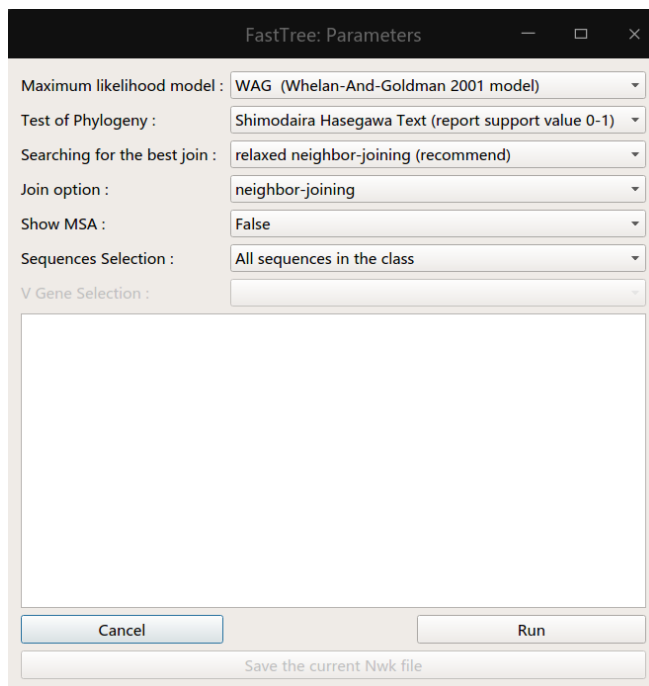 FastTree: Parameters
Maximum likelihood model : WAG (Whelan-And-Goldman 2001 model)
Test of Phylogeny : Shimodaira Hasegawa Text (report support value 0-1)
Searching for the best join : relaxed neighbor-joining (recommend)
Join option : neighbor-joining
Show MSA : False
Sequences Selection : All sequences in the class
V Gene Selection :
Cancel Run
Save the current Nwk file